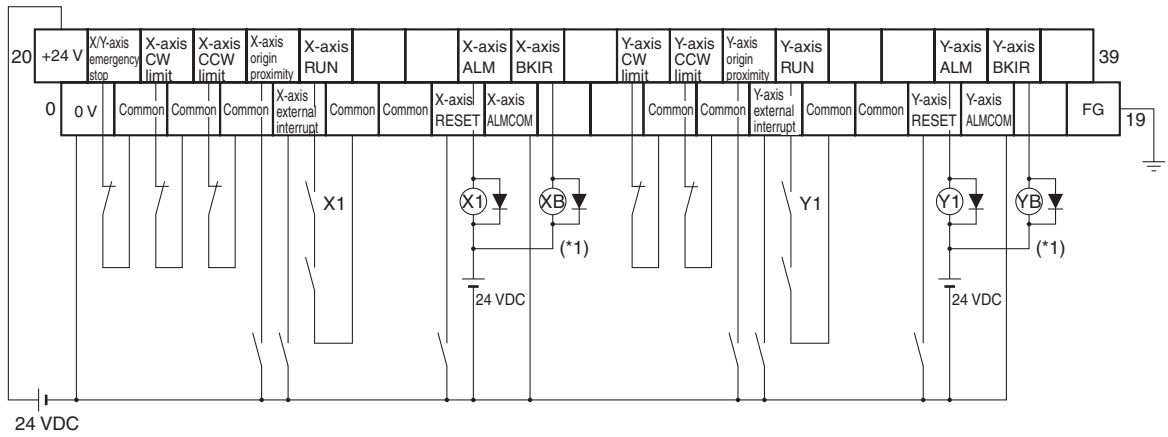 20
+24 V
X/Y-axis
emergency
stop
X-axis
CW
limit
X-axis
CCW
limit
X-axis
origin
proximity
X-axis
RUN
X-axis
ALM
X-axis
BKIR
Y-axis
CW
limit
Y-axis
CCW
limit
Y-axis
origin
proximity
Y-axis
RUN
Y-axis
ALM
Y-axis
BKIR
39
0
0 V
Common
Common
Common
X-axis
external
interrupt
Common
Common
X-axis
RESET
X-axis
ALMCOM
Common
Common
Y-axis
external
interrupt
Common
Common
Y-axis
RESET
Y-axis
ALMCOM
FG
19
X1
X1
XB
(*1)
24 VDC
Y1
Y1
YB
(*1)
24 VDC
24 VDC